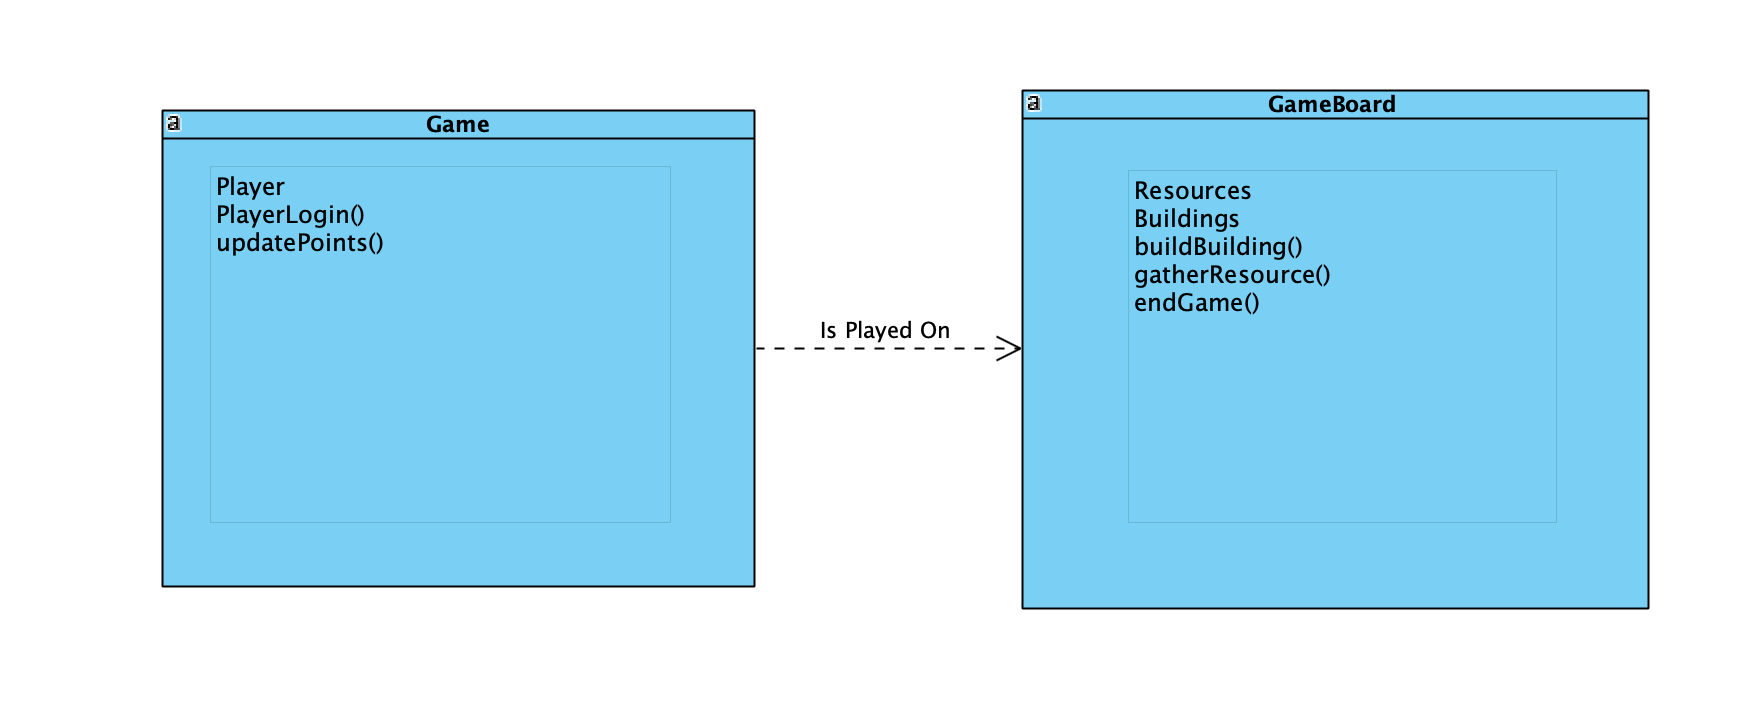 a
Game
Player
PlayerLogin()
updatePoints()
Is Played On
a
GameBoard
Resources
Buildings
buildBuilding()
gatherResource()
endGame()